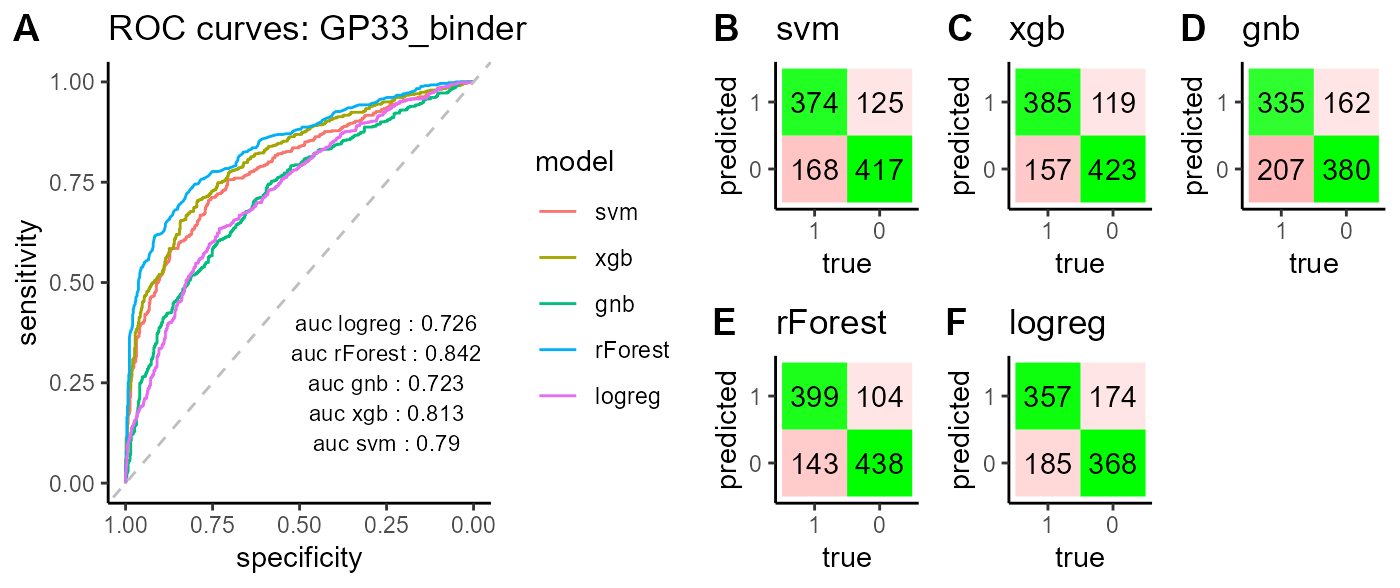 A
ROC curves: GP33_binder
sensitivity
1.00
0.75
0.50
0.25
0.00
1.00 0.75 0.50 0.25 0.00
specificity
auc logreg : 0.726
auc rForest : 0.842
auc gnb : 0.723
auc xgb : 0.813
auc svm : 0.79
model
svm
xgb
gnb
rForest
logreg
B svm
predicted
1 374 125
0 168 417
1 0
true
C xgb
predicted
1 385 119
0 157 423
1 0
true
D gnb
predicted
1 335 162
0 207 380
1 0
true
E rForest
predicted
1 399 104
0 143 438
1 0
true
F logreg
predicted
1 357 174
0 185 368
1 0
true